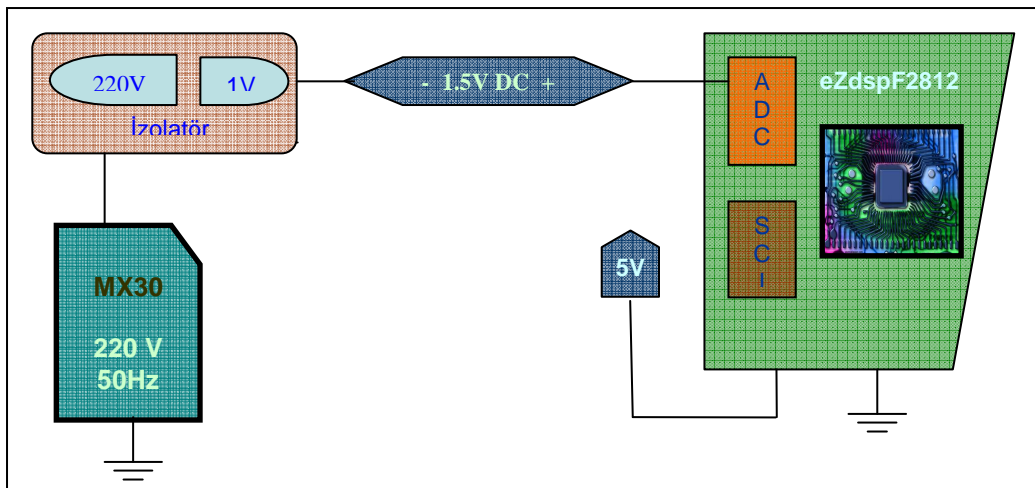 220V
1V
İzolatör
- 1.5V DC +
A
D
C
eZdspF2812
S
C
I
5V
MX30
220 V
50Hz